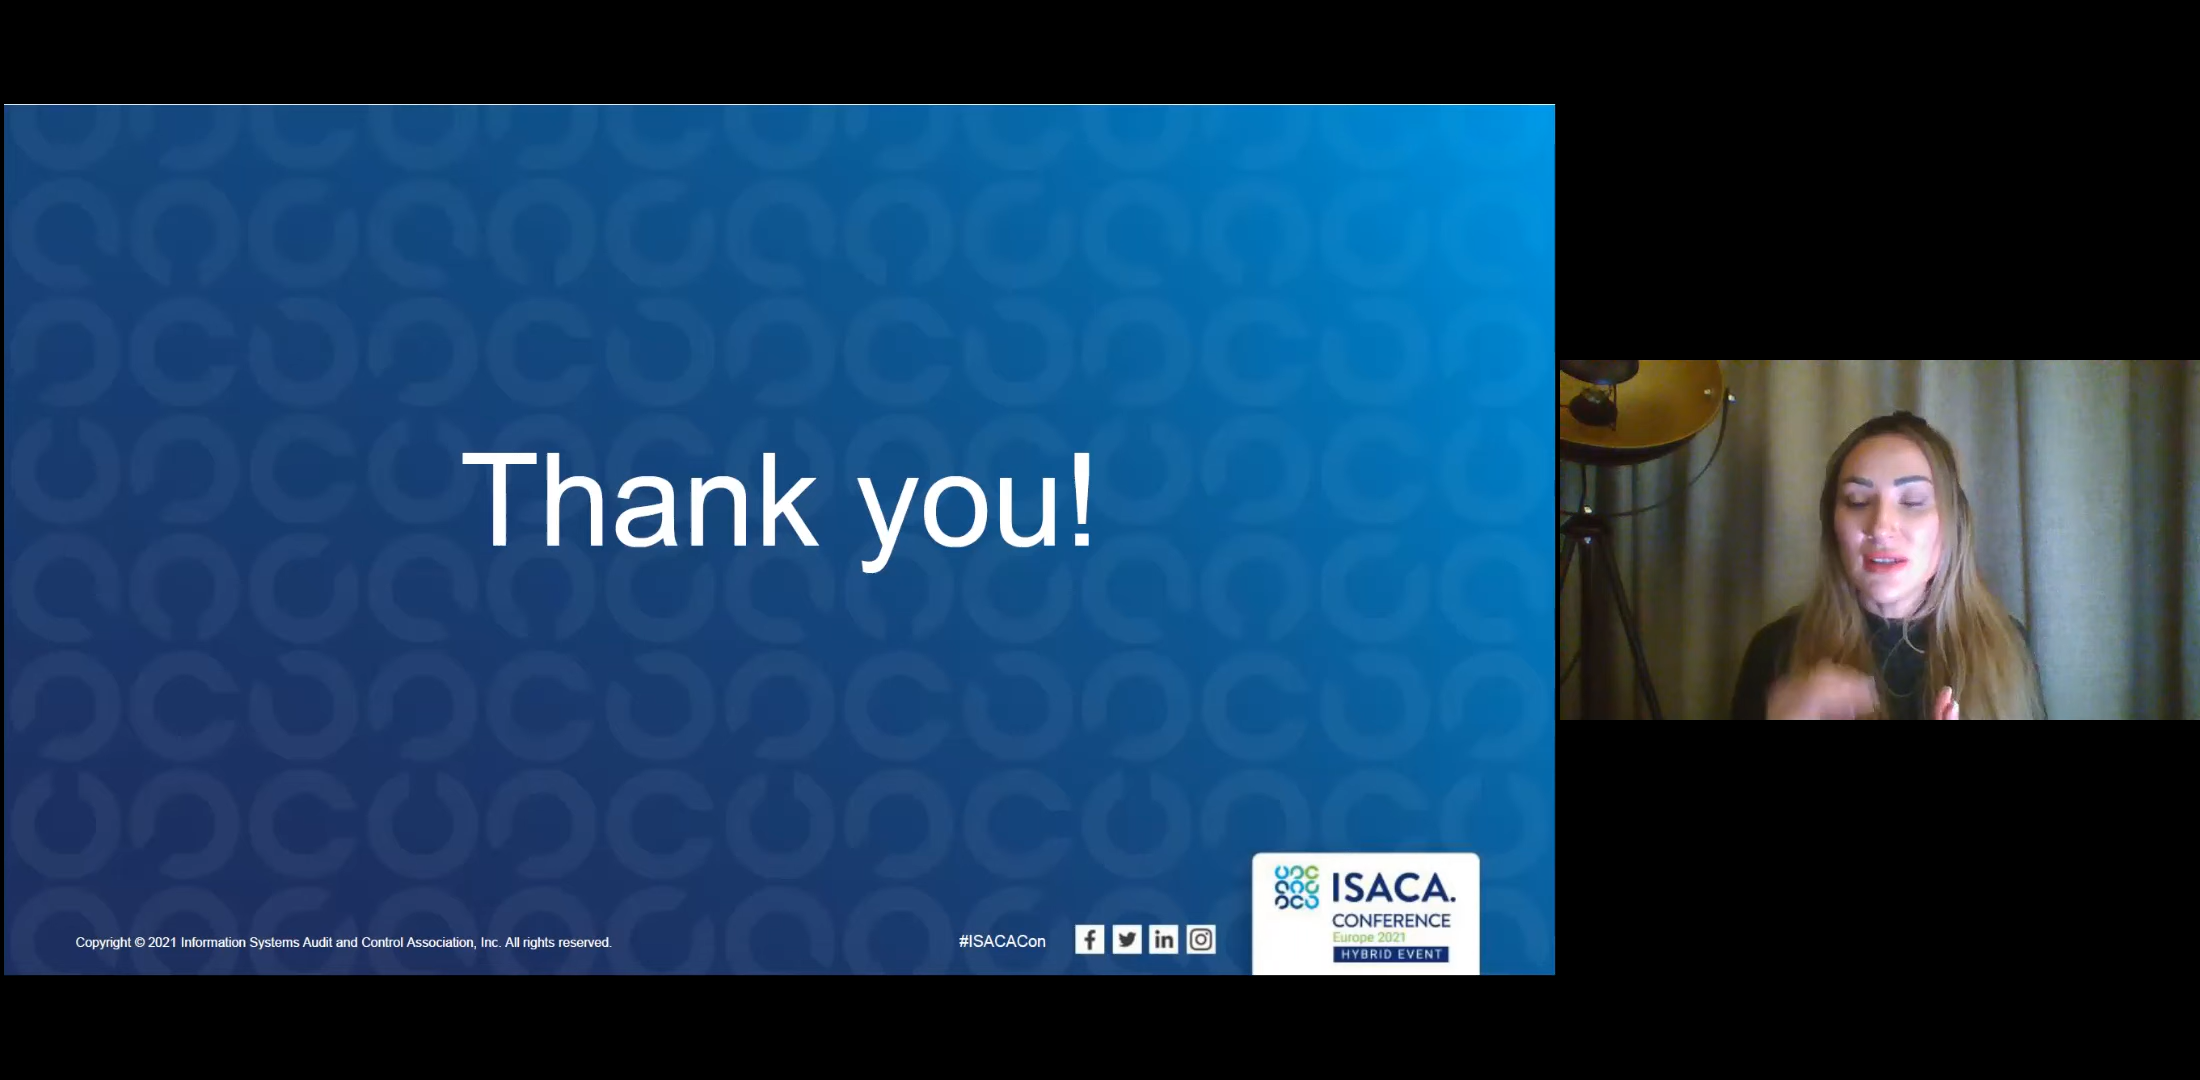 Thank you!
Copyright © 2021 Information Systems Audit and Control Association, Inc. All rights reserved.
#ISACACon
ISACA.
CONFERENCE
Europe 2021
HYBRID EVENT